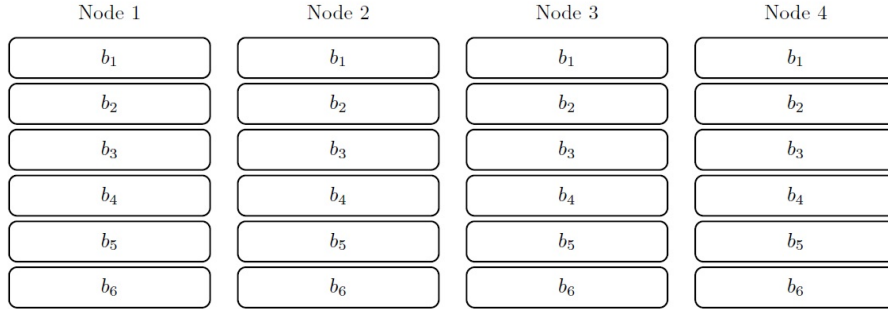 Node 1 Node 2 Node 3 Node 4
b₁ b₁ b₁ b₁
b₂ b₂ b₂ b₂
b₃ b₃ b₃ b₃
b₄ b₄ b₄ b₄
b₅ b₅ b₅ b₅
b₆ b₆ b₆ b₆